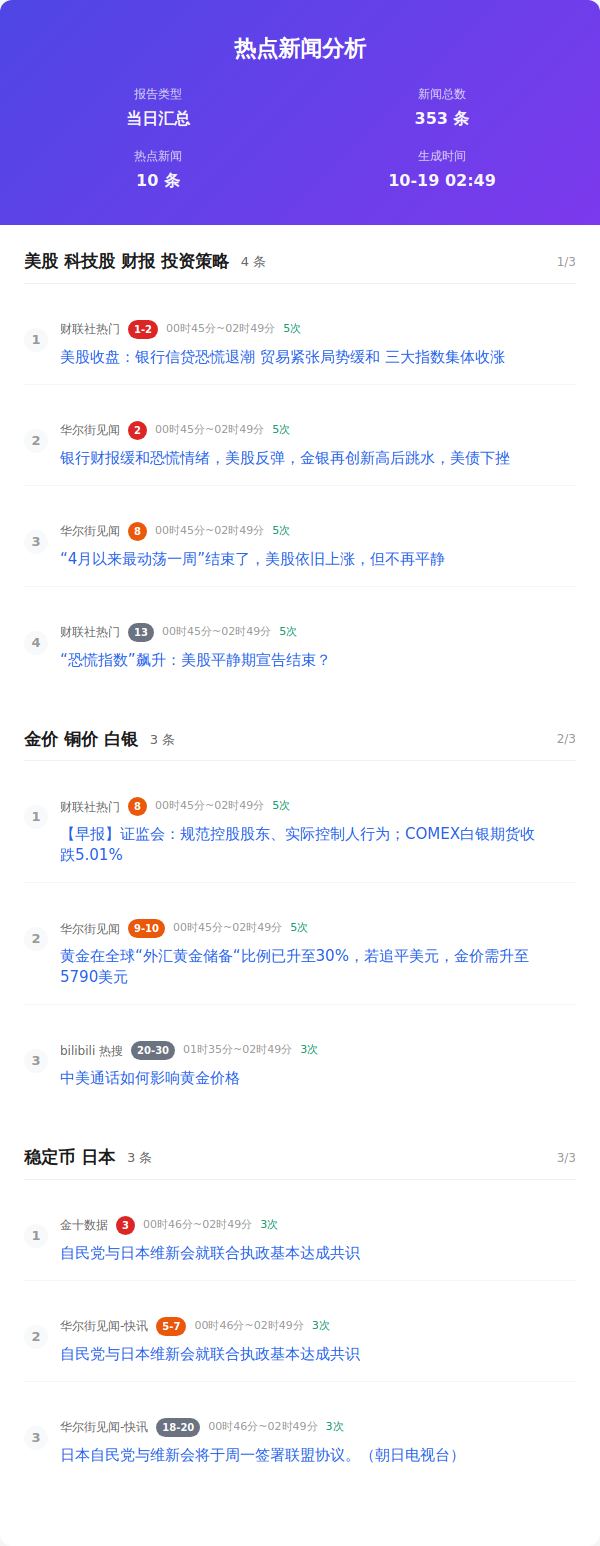 热点新闻分析
报告类型
新闻总数
当日汇总
353 条
热点新闻
生成时间
10 条
10-19 02:49
美股 科技股 财报 投资策略 4 条 1/3
1
财联社热门 1-2 00时45分~02时49分 5次
美股收盘：银行信贷恐慌退潮 贸易紧张局势缓和 三大指数集体收涨
2
华尔街见闻 2 00时45分~02时49分 5次
银行财报缓和恐慌情绪，美股反弹，金银再创新高后跳水，美债下挫
3
华尔街见闻 8 00时45分~02时49分 5次
“4月以来最动荡一周”结束了，美股依旧上涨，但不再平静
4
财联社热门 13 00时45分~02时49分 5次
“恐慌指数”飙升：美股平静期宣告结束？
金价 铜价 白银 3 条 2/3
1
财联社热门 8 00时45分~02时49分 5次
【早报】证监会：规范控股股东、实际控制人行为；COMEX白银期货收
跌5.01%
2
华尔街见闻 9-10 00时45分~02时49分 5次
黄金在全球“外汇黄金储备“比例已升至30%，若追平美元，金价需升至
5790美元
3
bilibili 热搜 20-30 01时35分~02时49分 3次
中美通话如何影响黄金价格
稳定币 日本 3 条 3/3
1
金十数据 3 00时46分~02时49分 3次
自民党与日本维新会就联合执政基本达成共识
2
华尔街见闻-快讯 5-7 00时46分~02时49分 3次
自民党与日本维新会就联合执政基本达成共识
3
华尔街见闻-快讯 18-20 00时46分~02时49分 3次
日本自民党与维新会将于周一签署联盟协议。（朝日电视台）